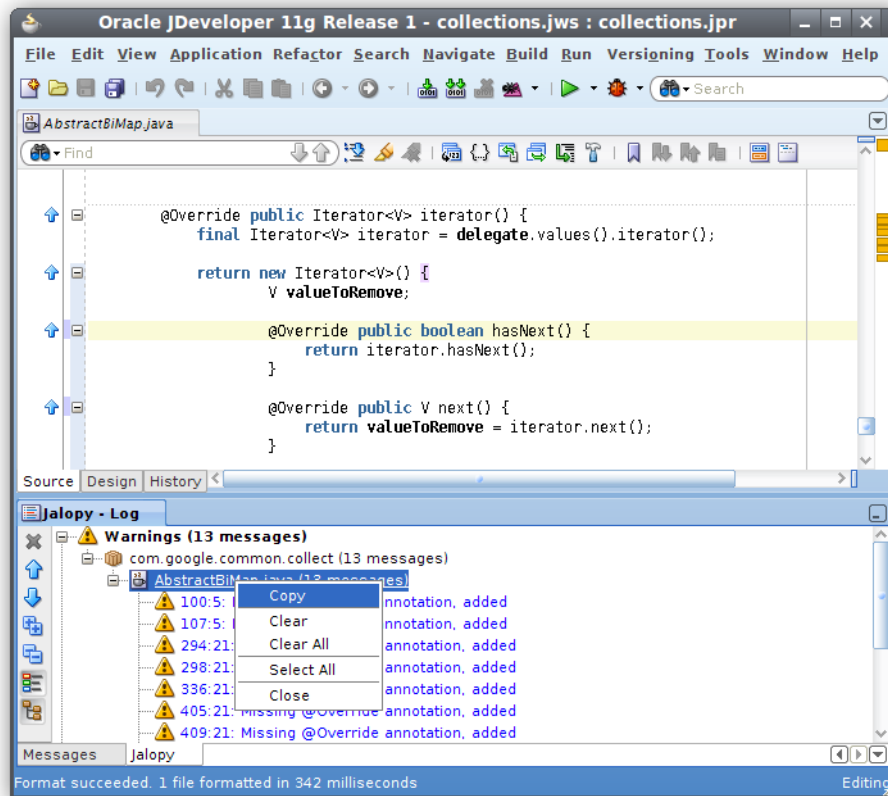 Oracle JDeveloper 11g Release 1 - collections.jws : collections.jpr
File Edit View Application Refactor Search Navigate Build Run Versioning Tools Window Help
Search
AbstractBiMap.java
Find
@Override public Iterator<V> iterator() {
final Iterator<V> iterator = delegate.values().iterator();
return new Iterator<V>() {
V valueToRemove;
@Override public boolean hasNext() {
return iterator.hasNext();
}
@Override public V next() {
return valueToRemove = iterator.next();
}
Source Design History
Jalopy - Log
Warnings (13 messages)
com.google.common.collect (13 messages)
AbstractBiMap.java (13 messages)
100:5: nnotation, added
107:5: nnotation, added
294:21: annotation, added
298:21: annotation, added
336:21: annotation, added
405:21: Missing @Override annotation, added
409:21: Missing @Override annotation, added
Copy
Clear
Clear All
Select All
Close
Messages Jalopy
Format succeeded. 1 file formatted in 342 milliseconds Editing